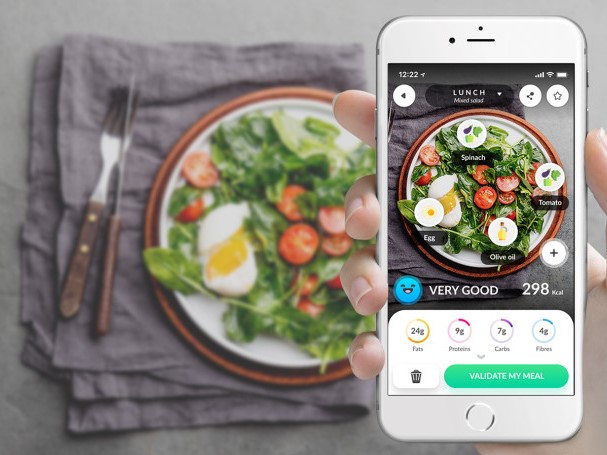 12:22
LUNCH
Mixed salad
Spinach
Tomato
Egg
Olive oil
VERY GOOD 298 Kcal
24g 9g 7g 4g
Fats Proteins Carbs Fibres
VALIDATE MY MEAL